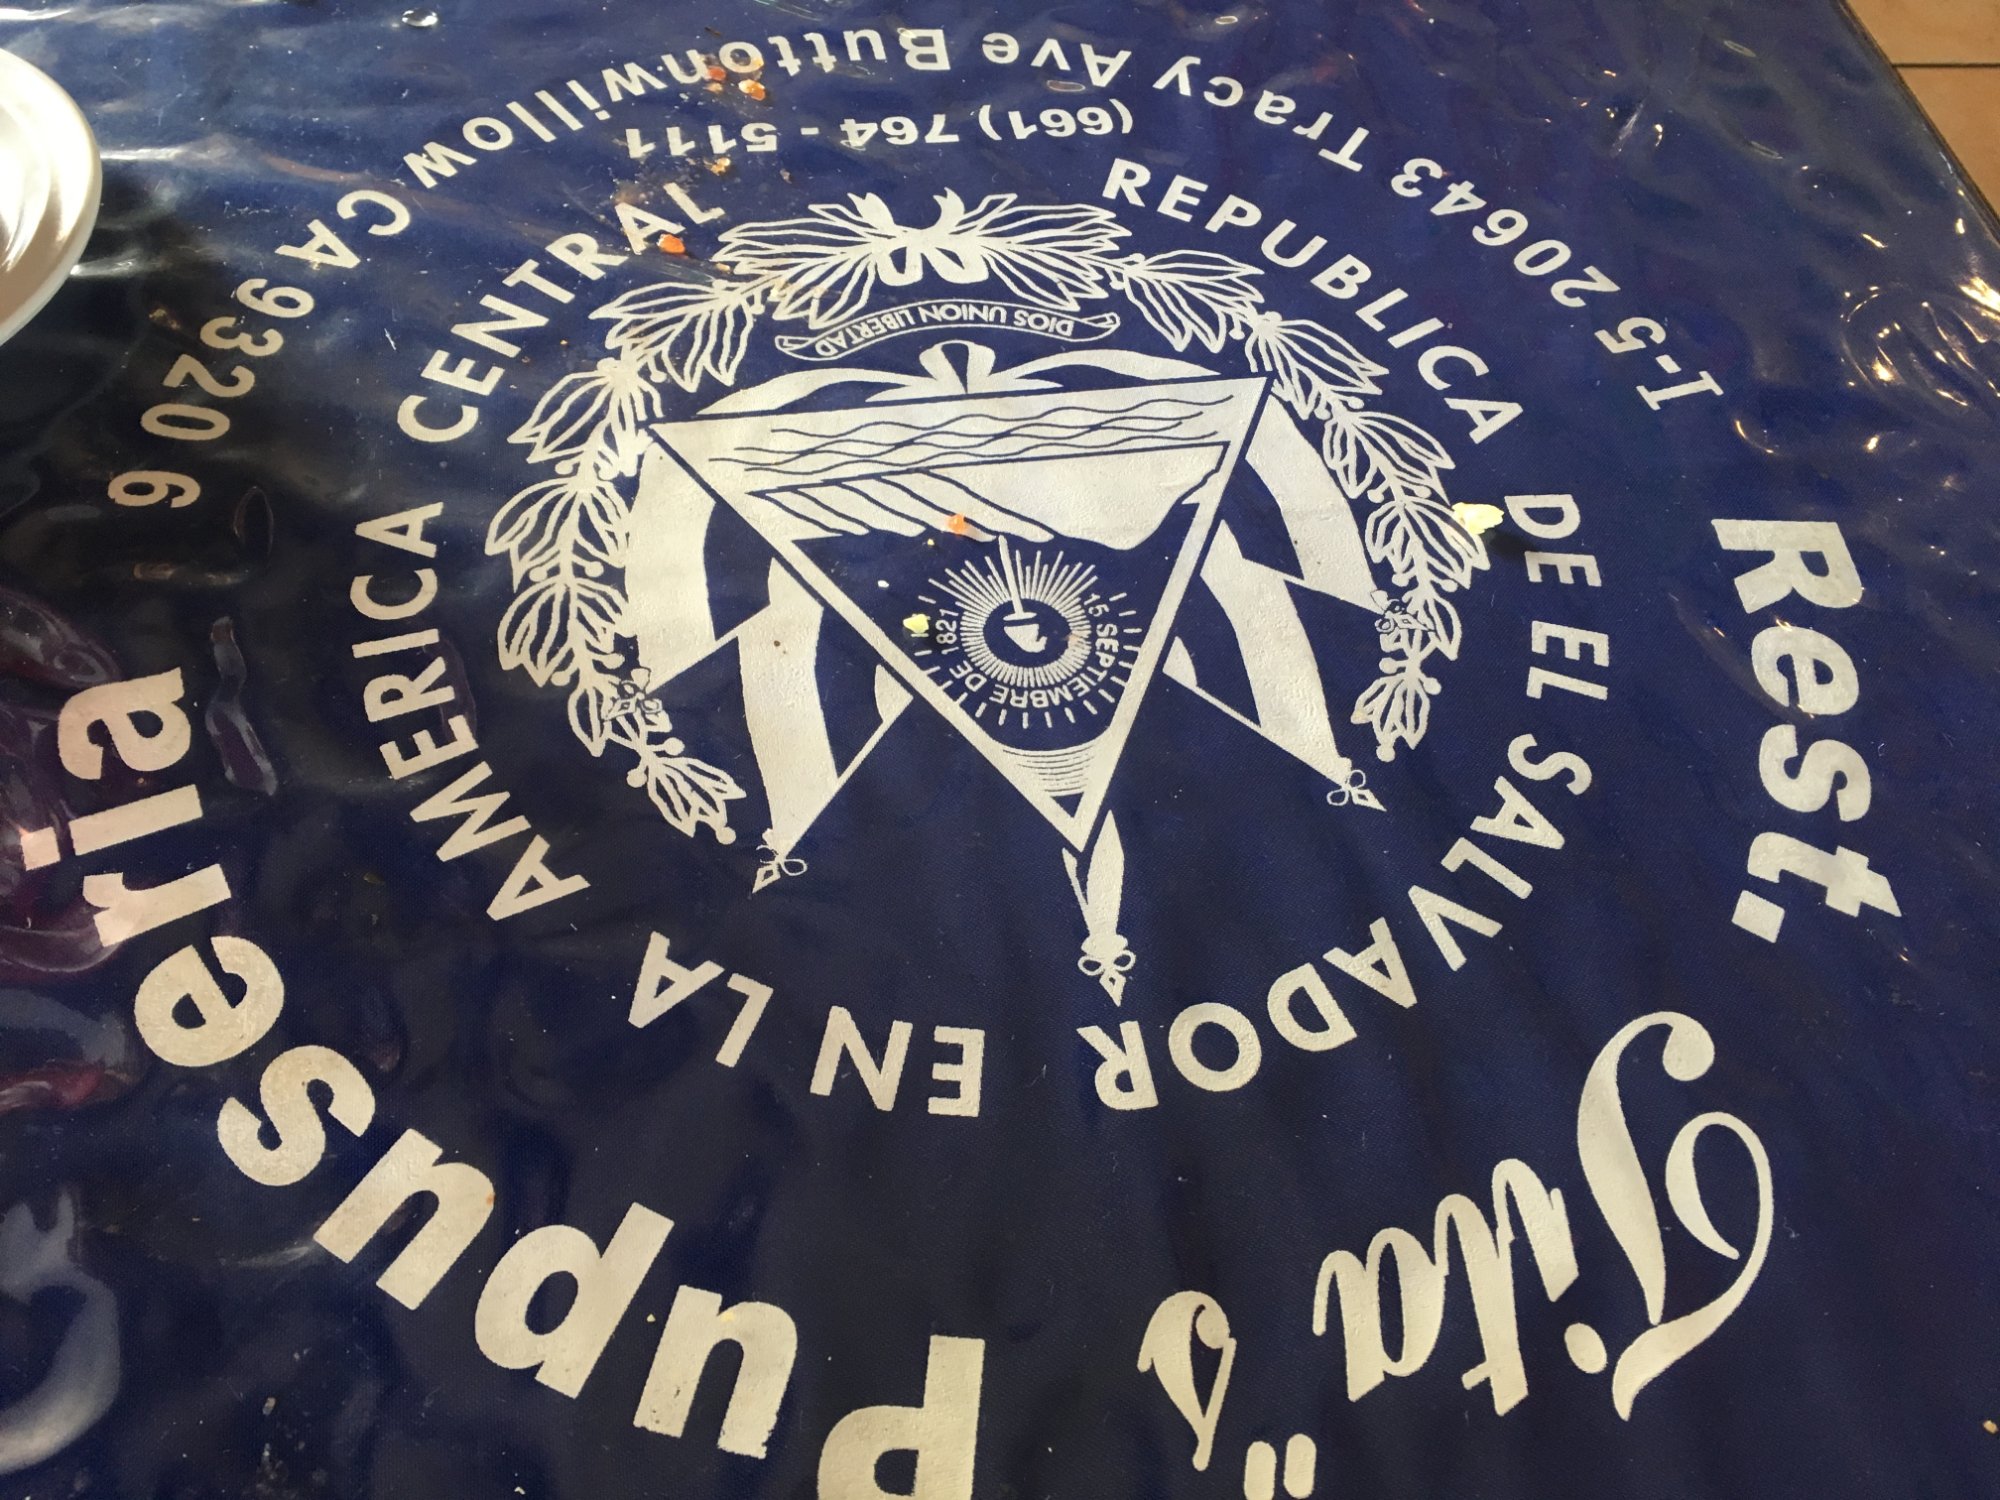 Rest. Tita's Pupuseria
REPUBLICA DE EL SALVADOR EN LA AMERICA CENTRAL
DIOS UNION LIBERTAD
15 SEPTIEMBRE DE 1821
(661) 764 - 5111
I-5 20643 Tracy Ave Buttonwillow CA 93206